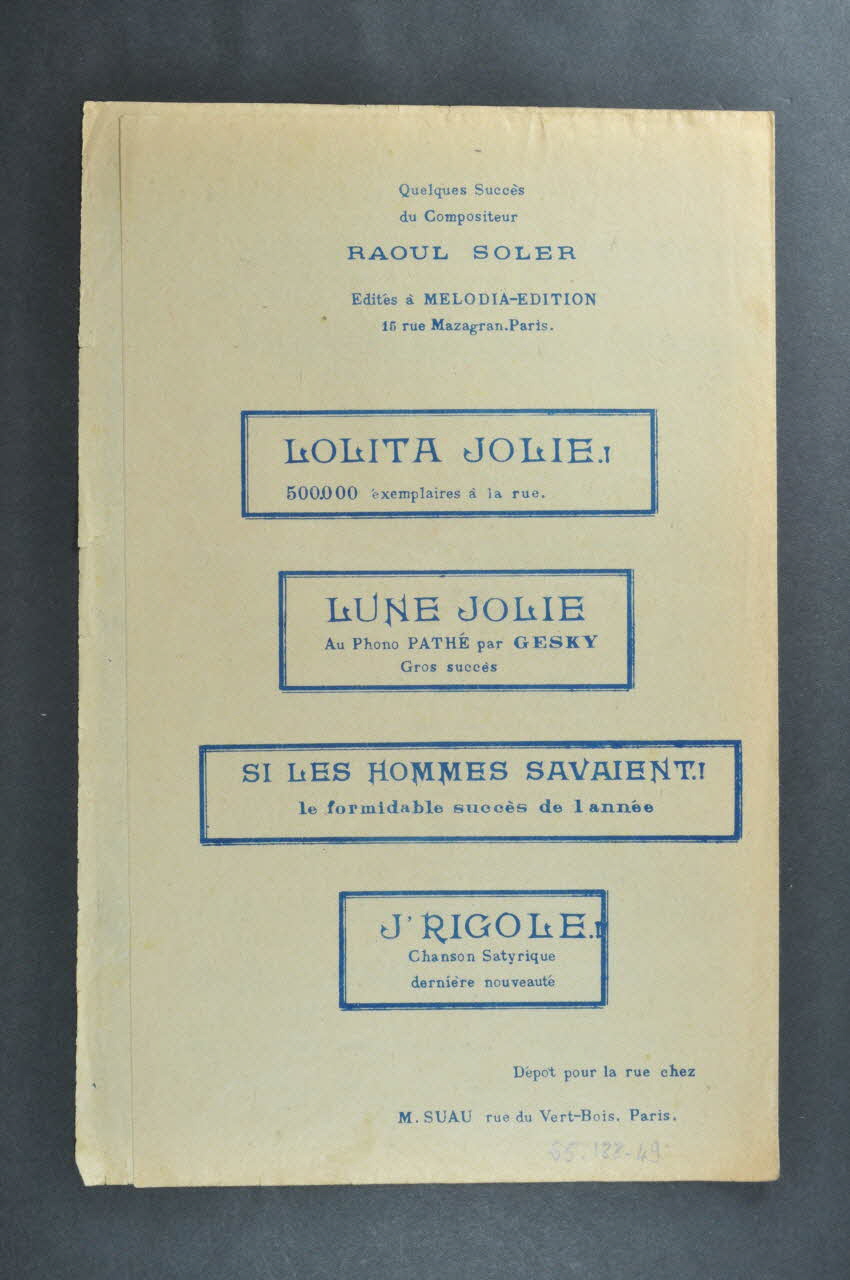 Quelques Succès
du Compositeur
RAOUL SOLER
Edités à MELODIA-EDITION
15 rue Mazagran.Paris.
LOLITA JOLIE.!
500.000 exemplaires à la rue.
LUNE JOLIE
Au Phono PATHÉ par GESKY
Gros succès
SI LES HOMMES SAVAIENT.!
le formidable succès de l année
J' RIGOLE.!
Chanson Satyrique
dernière nouveauté
Dépot pour la rue chez
M. SUAU rue du Vert-Bois. Paris.